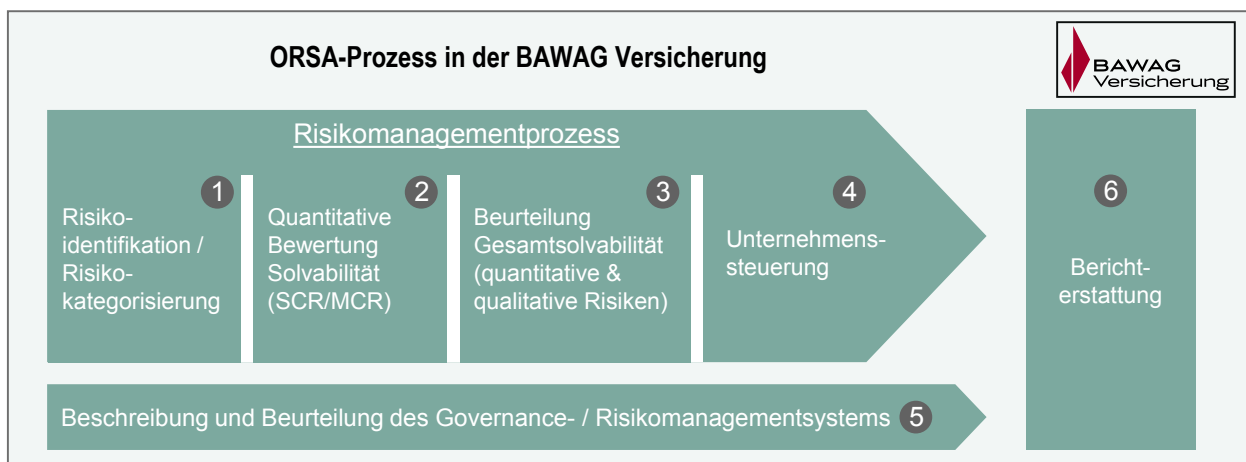 ORSA-Prozess in der BAWAG Versicherung
BAWAG
Versicherung
Risikomanagementprozess
1
Risiko-
identifikation /
Risiko-
kategorisierung
2
Quantitative
Bewertung
Solvabilität
(SCR/MCR)
3
Beurteilung
Gesamtsolvabilität
(quantitative &
qualitative Risiken)
4
Unternehmens-
steuerung
Beschreibung und Beurteilung des Governance- / Risikomanagementsystems 5
6
Bericht-
erstattung